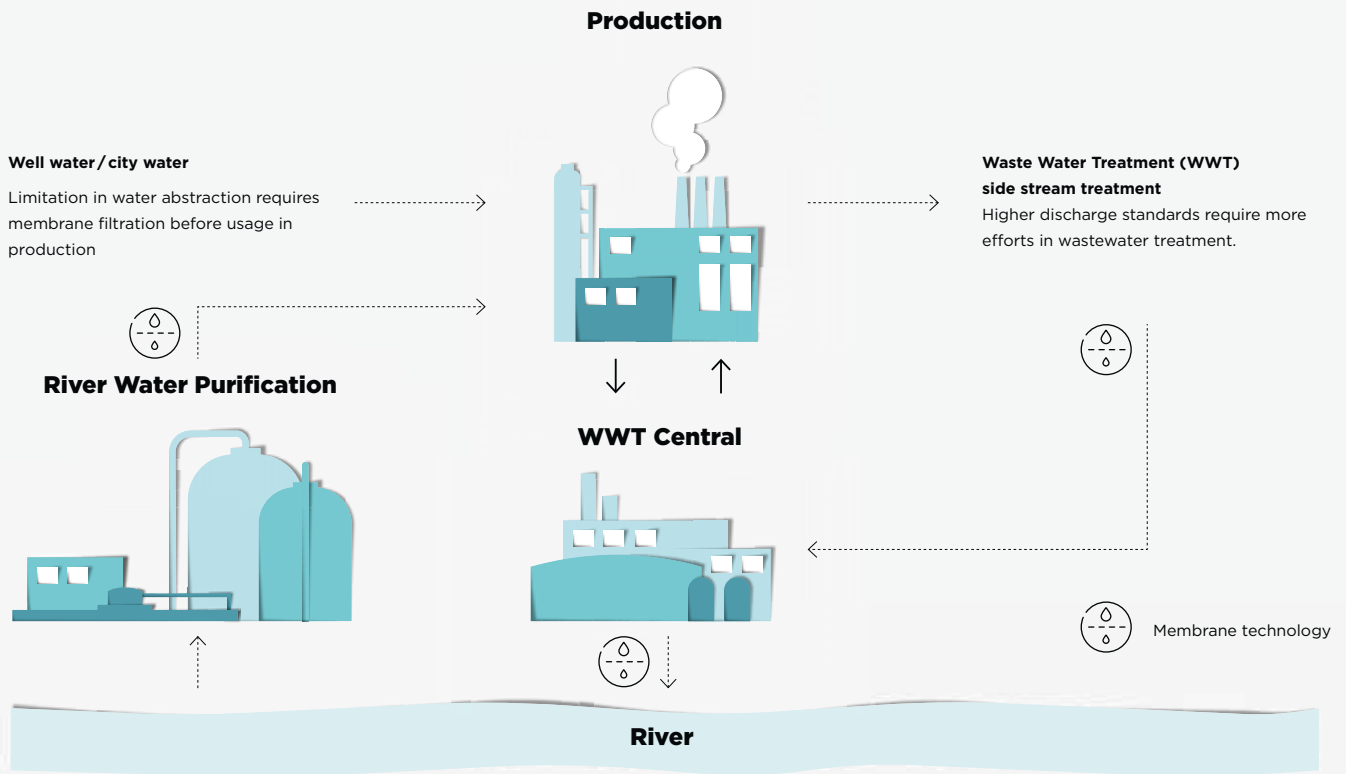 Production
Well water / city water
Limitation in water abstraction requires
membrane filtration before usage in
production
Waste Water Treatment (WWT)
side stream treatment
Higher discharge standards require more
efforts in wastewater treatment.
River Water Purification
WWT Central
Membrane technology
River